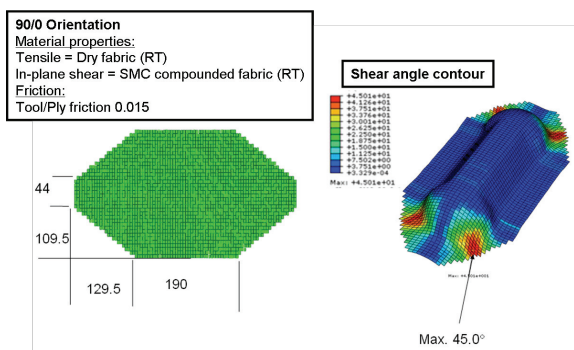 90/0 Orientation
Material properties:
Tensile = Dry fabric (RT)
In-plane shear = SMC compounded fabric (RT)
Friction:
Tool/Ply friction 0.015
Shear angle contour
+4.501e+01
+4.126e+01
+3.751e+01
+3.376e+01
+3.001e+01
+2.625e+01
+2.250e+01
+1.875e+01
+1.500e+01
+1.125e+01
+7.502e+00
+3.751e+00
+3.329e-04
Max: +4.501e+01
44
109.5
129.5
190
Max: +4.501e+001
Max. 45.0°